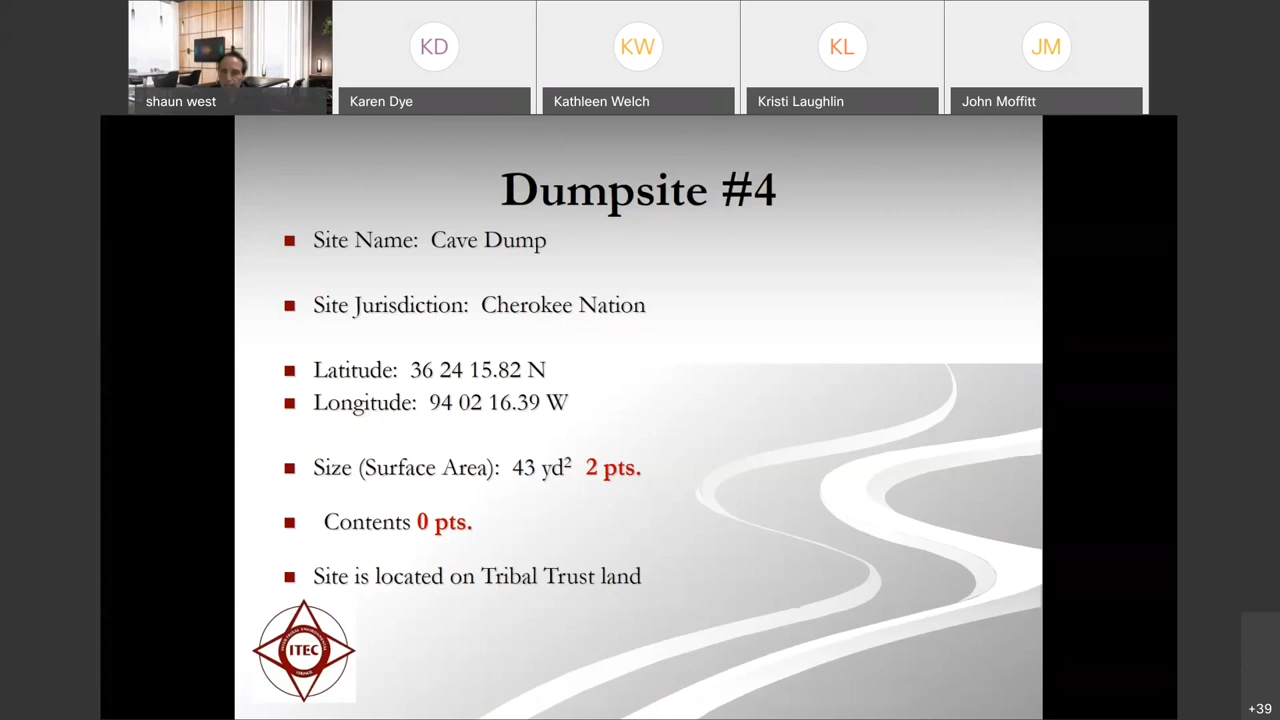 KD
KW
KL
JM
shaun west
Karen Dye
Kathleen Welch
Kristi Laughlin
John Moffitt
Dumpsite #4
Site Name: Cave Dump
Site Jurisdiction: Cherokee Nation
Latitude: 36 24 15.82 N
Longitude: 94 02 16.39 W
Size (Surface Area): 43 yd² 2 pts.
Contents 0 pts.
Site is located on Tribal Trust land
ITEC
+39